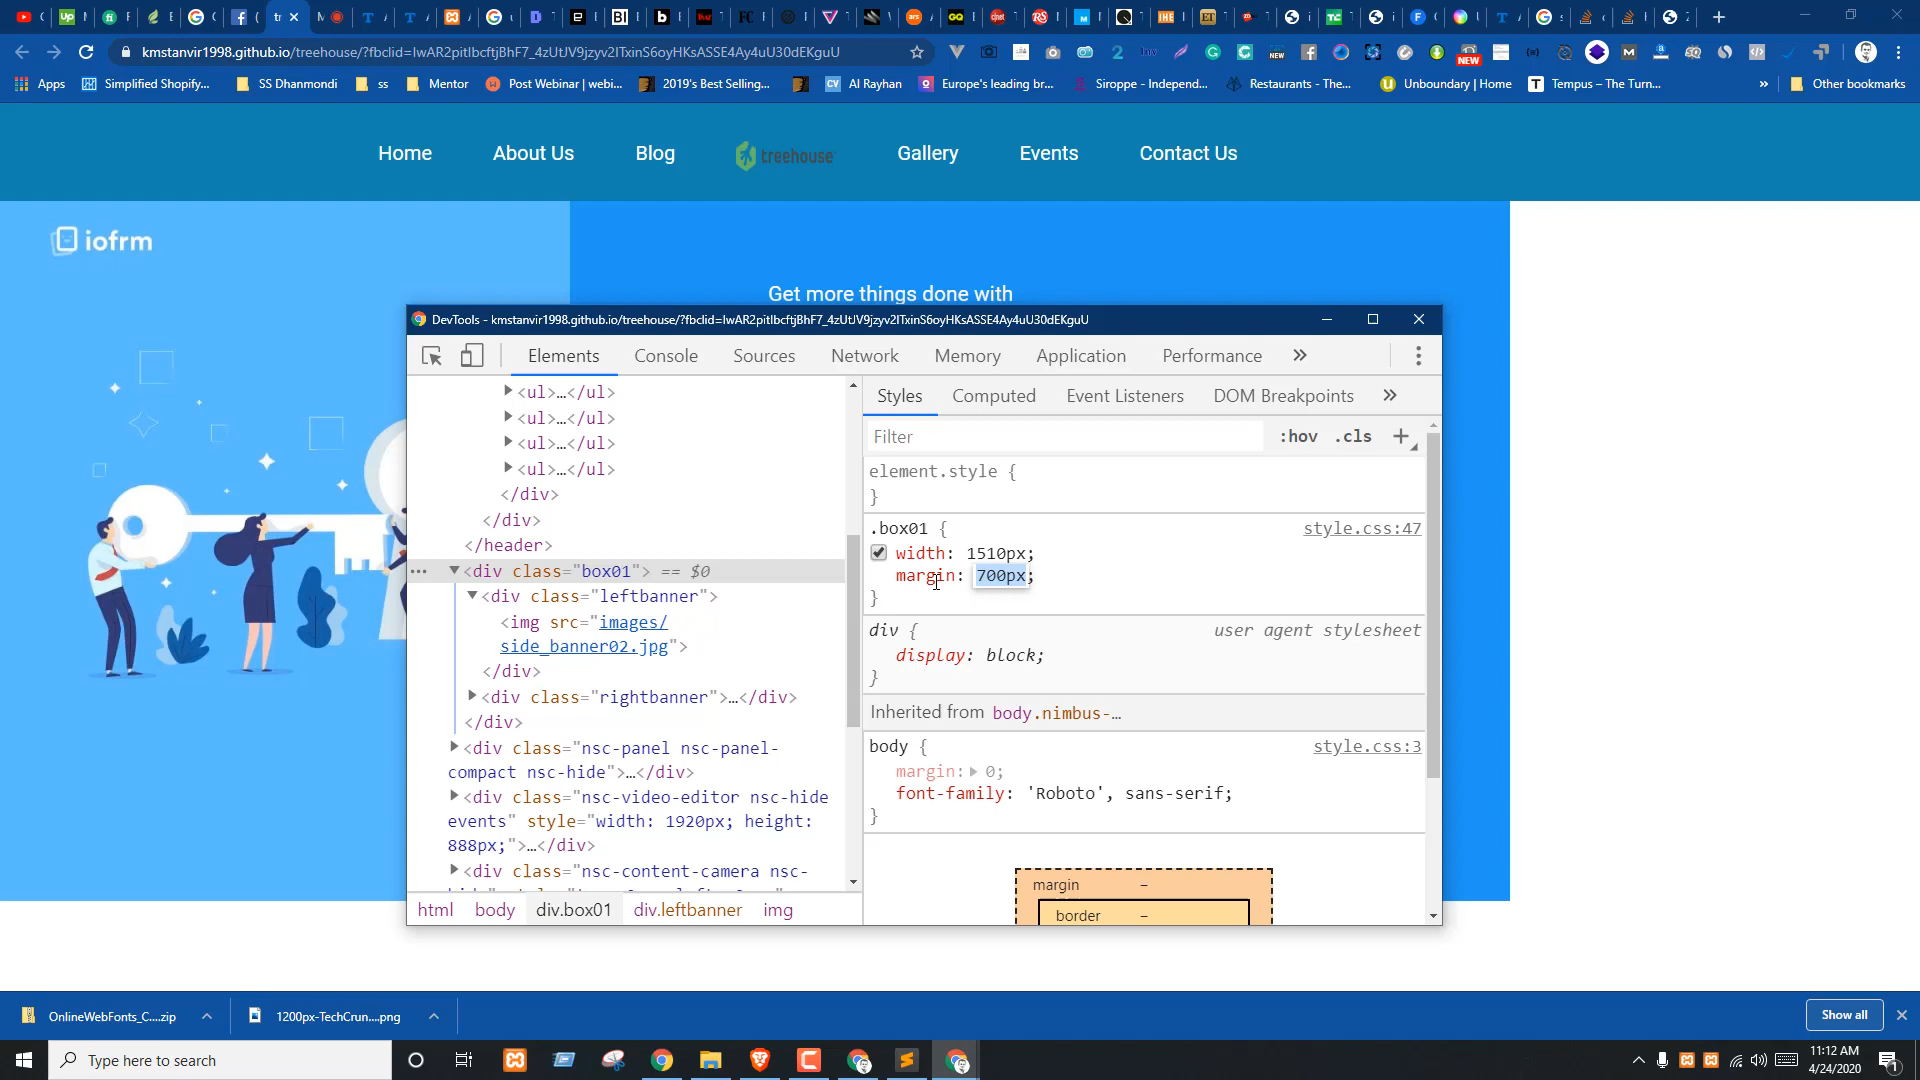 kmstanvir1998.github.io/treehouse/?fbclid=IwAR2pitIbcftjBhF7_4zUtJV9jzyv2ITxinS6oyHKsASSE4Ay4uU30dEKguU
Apps
Simplified Shopify...
SS Dhanmondi
ss
Mentor
Post Webinar | webi...
2019's Best Selling...
Al Rayhan
Europe's leading br...
Siroppe - Independ...
Restaurants - The...
Unboundary | Home
Tempus – The Turn...
»
Other bookmarks
Home
About Us
Blog
treehouse
Gallery
Events
Contact Us
iofrm
Get more things done with
DevTools - kmstanvir1998.github.io/treehouse/?fbclid=IwAR2pitIbcftjBhF7_4zUtJV9jzyv2ITxinS6oyHKsASSE4Ay4uU30dEKguU
Elements
Console
Sources
Network
Memory
Application
Performance
»
<ul>…</ul>
<ul>…</ul>
<ul>…</ul>
<ul>…</ul>
</div>
</div>
</header>
<div class="box01"> == $0
<div class="leftbanner">
<img src="images/
side_banner02.jpg">
</div>
<div class="rightbanner">…</div>
</div>
<div class="nsc-panel nsc-panel-
compact nsc-hide">…</div>
<div class="nsc-video-editor nsc-hide
events" style="width: 1920px; height:
888px;">…</div>
<div class="nsc-content-camera nsc-
html
body
div.box01
div.leftbanner
img
Styles
Computed
Event Listeners
DOM Breakpoints
»
Filter
:hov
.cls
+
element.style {
}
.box01 {
style.css:47
width: 1510px;
margin: 700px;
}
div {
user agent stylesheet
display: block;
}
Inherited from body.nimbus-…
body {
style.css:3
margin: 0;
font-family: 'Roboto', sans-serif;
}
margin
–
border
–
OnlineWebFonts_C....zip
1200px-TechCrun....png
Show all
Type here to search
11:12 AM
4/24/2020